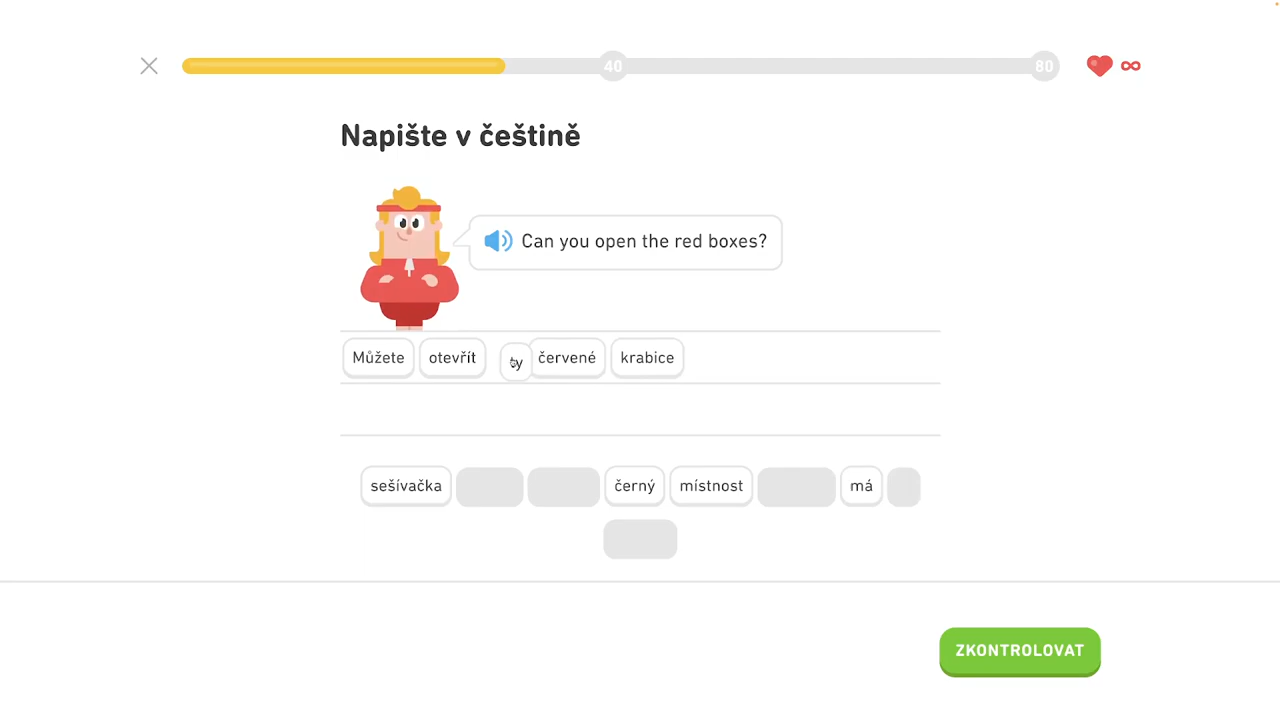 40
80
∞
Napište v češtině
Can you open the red boxes?
Můžete otevřít ty červené krabice
sešívačka černý místnost má
ZKONTROLOVAT